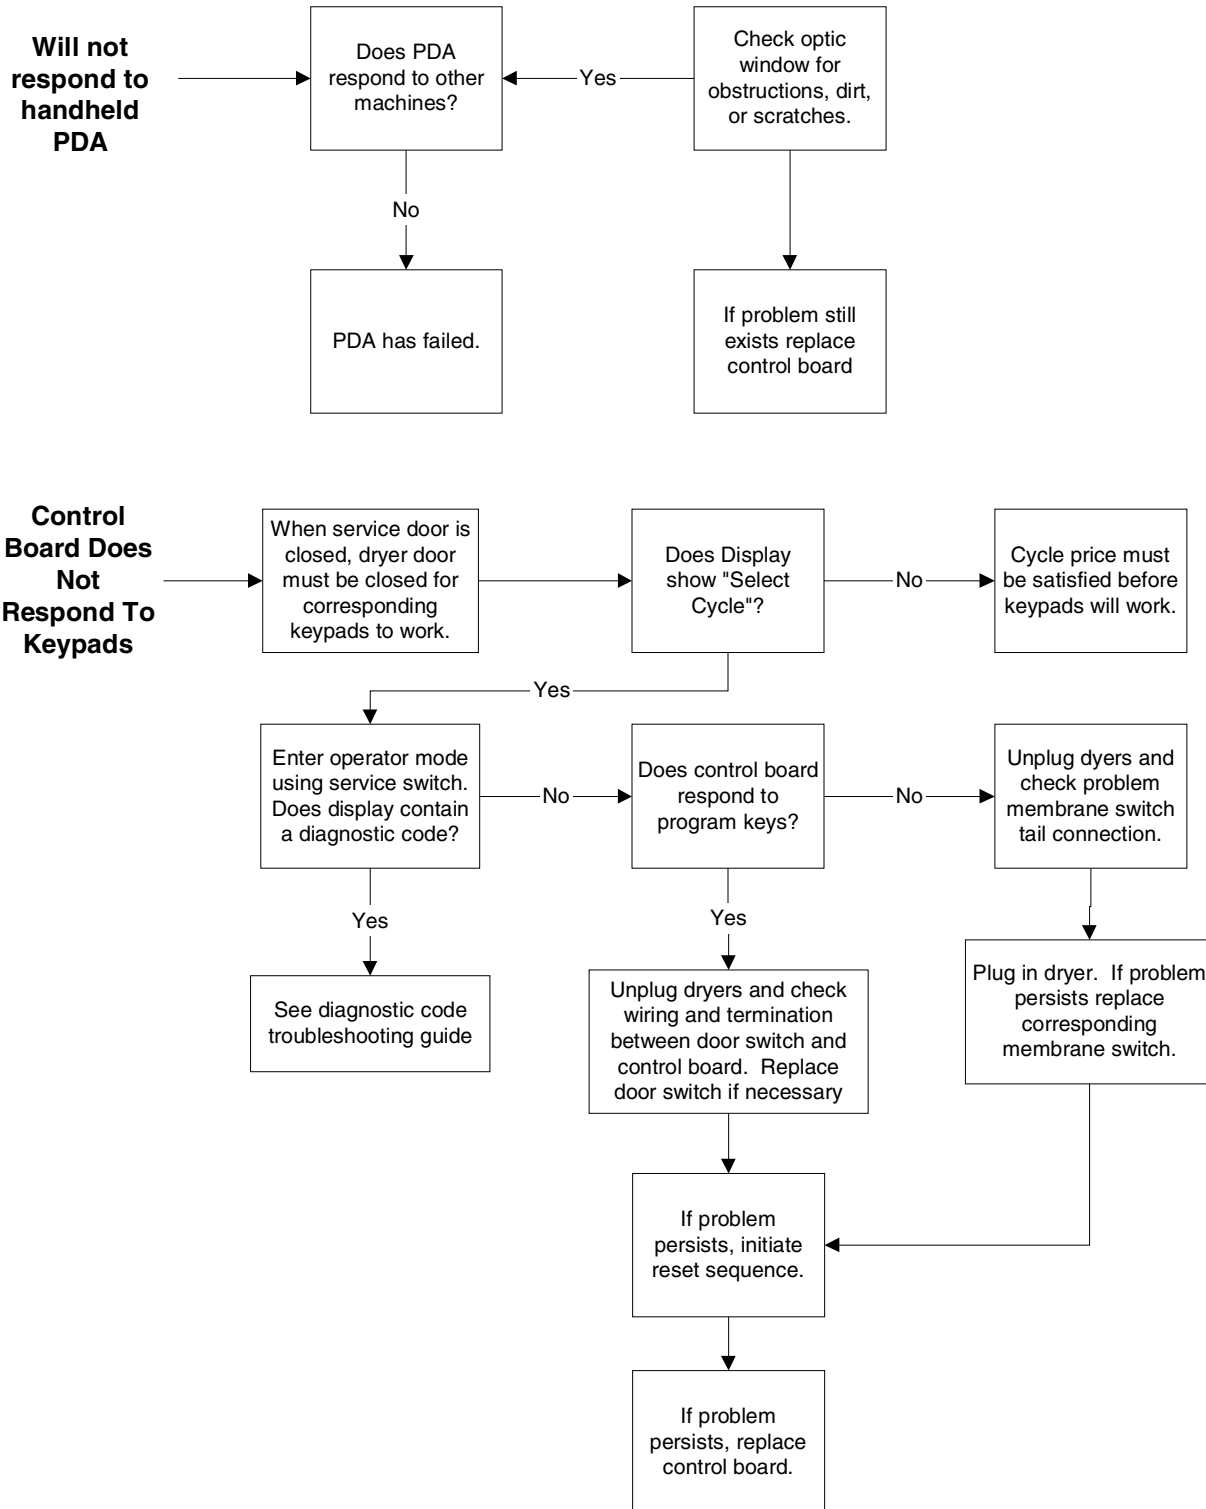 Will not
respond to
handheld
PDA
Does PDA
respond to other
machines?
Yes
Check optic
window for
obstructions, dirt,
or scratches.
No
PDA has failed.
If problem still
exists replace
control board
Control
Board Does
Not
Respond To
Keypads
When service door is
closed, dryer door
must be closed for
corresponding
keypads to work.
Does Display
show "Select
Cycle"?
No
Cycle price must
be satisfied before
keypads will work.
Yes
Enter operator mode
using service switch.
Does display contain
a diagnostic code?
No
Does control board
respond to
program keys?
No
Unplug dyers and
check problem
membrane switch
tail connection.
Yes
Yes
See diagnostic code
troubleshooting guide
Unplug dryers and check
wiring and termination
between door switch and
control board. Replace
door switch if necessary
Plug in dryer. If problem
persists replace
corresponding
membrane switch.
If problem
persists, initiate
reset sequence.
If problem
persists, replace
control board.